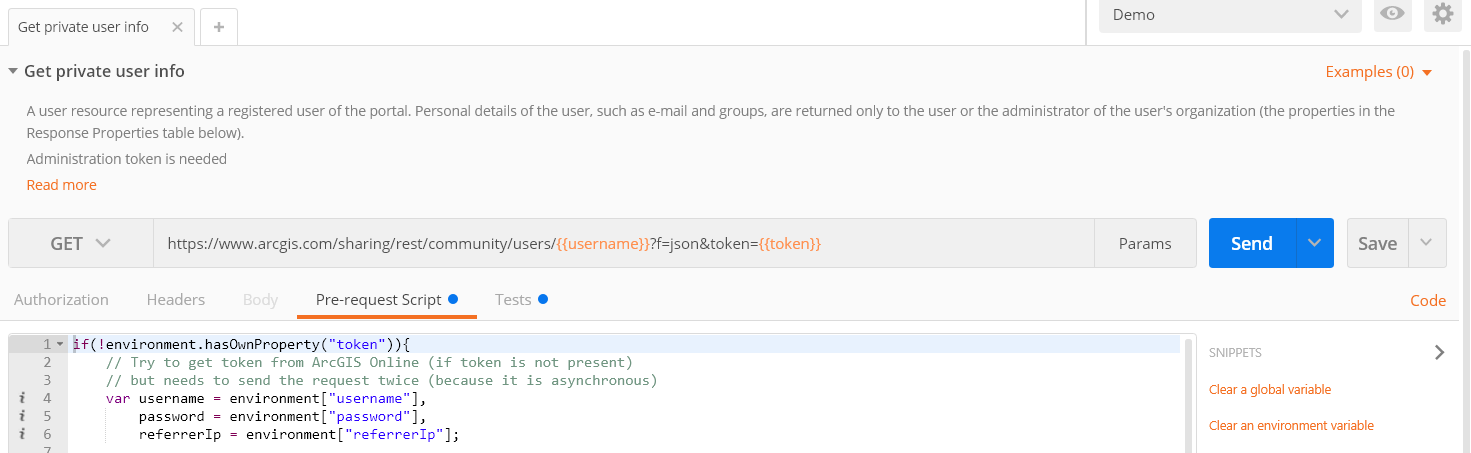 Get private user info
Demo
Get private user info
Examples (0)
A user resource representing a registered user of the portal. Personal details of the user, such as e-mail and groups, are returned only to the user or the administrator of the user's organization (the properties in the
Response Properties table below).
Administration token is needed
Read more
GET
https://www.arcgis.com/sharing/rest/community/users/{{username}}?f=json&token={{token}}
Params
Send
Save
Authorization
Headers
Body
Pre-request Script
Tests
Code
1 if(!environment.hasOwnProperty("token")){
2 // Try to get token from ArcGIS Online (if token is not present)
3 // but needs to send the request twice (because it is asynchronous)
i 4 var username = environment["username"],
i 5 password = environment["password"],
i 6 referrerIp = environment["referrerIp"];
7
SNIPPETS
Clear a global variable
Clear an environment variable